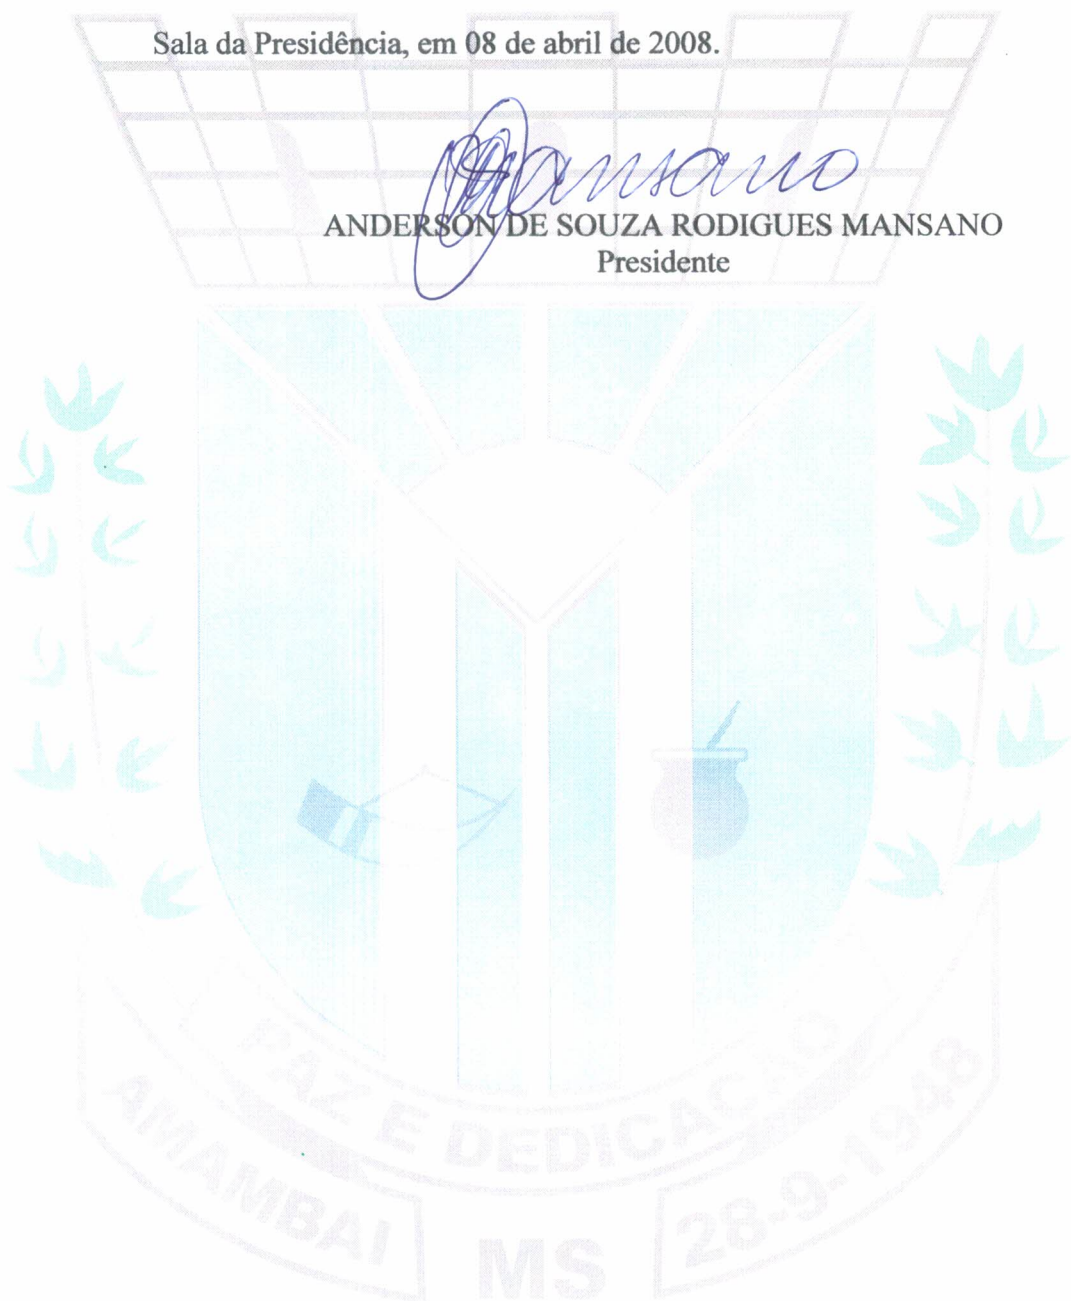 Sala da Presidência, em 08 de abril de 2008.
Mansano
ANDERSON DE SOUZA RODIGUES MANSANO
Presidente
PAZ E DEDICAÇÃO
AMAMBAI MS 28-9-1948